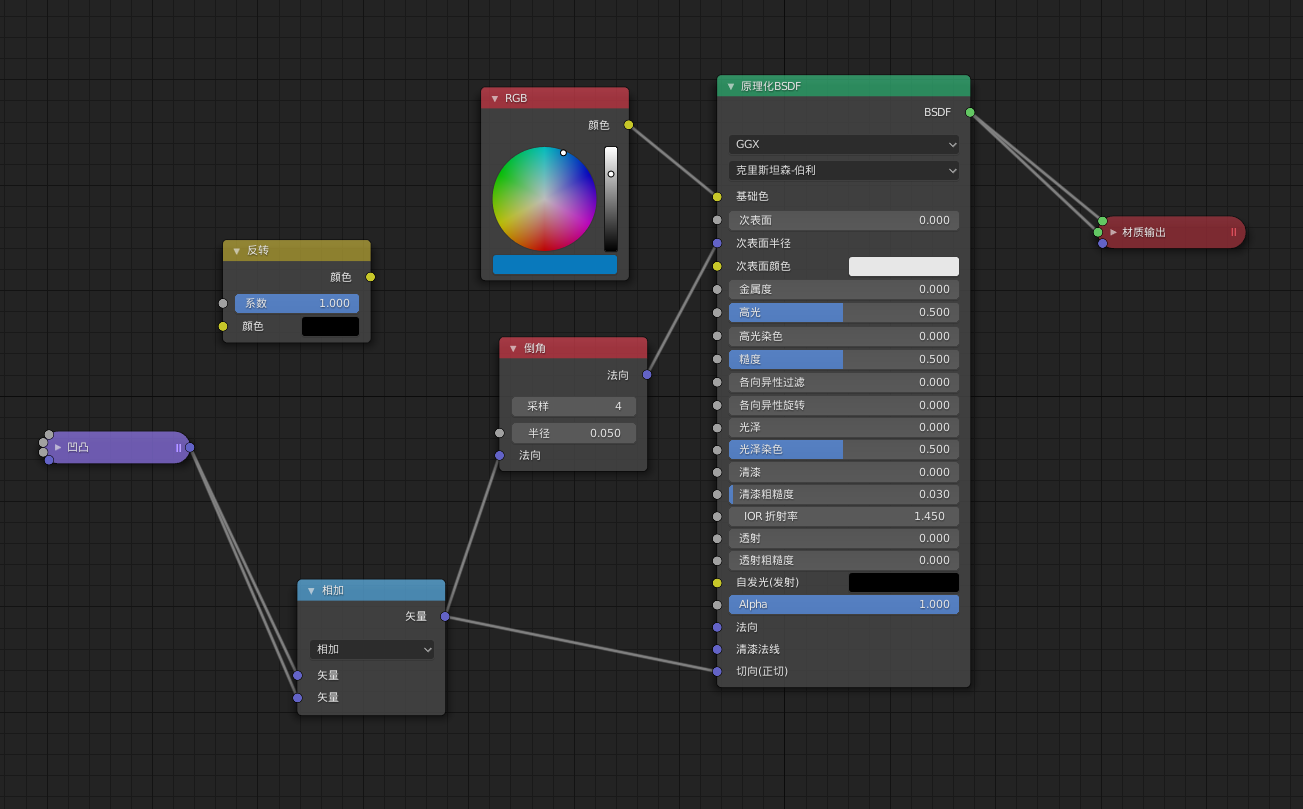 RGB
颜色
反转
颜色
系数 1.000
颜色
凹凸
倒角
法向
采样 4
半径 0.050
法向
相加
矢量
相加
矢量
矢量
原理化BSDF
BSDF
GGX
克里斯坦森-伯利
基础色
次表面 0.000
次表面半径
次表面颜色
金属度 0.000
高光 0.500
高光染色 0.000
糙度 0.500
各向异性过滤 0.000
各向异性旋转 0.000
光泽 0.000
光泽染色 0.500
清漆 0.000
清漆粗糙度 0.030
IOR 折射率 1.450
透射 0.000
透射粗糙度 0.000
自发光(发射)
Alpha 1.000
法向
清漆法线
切向(正切)
材质输出